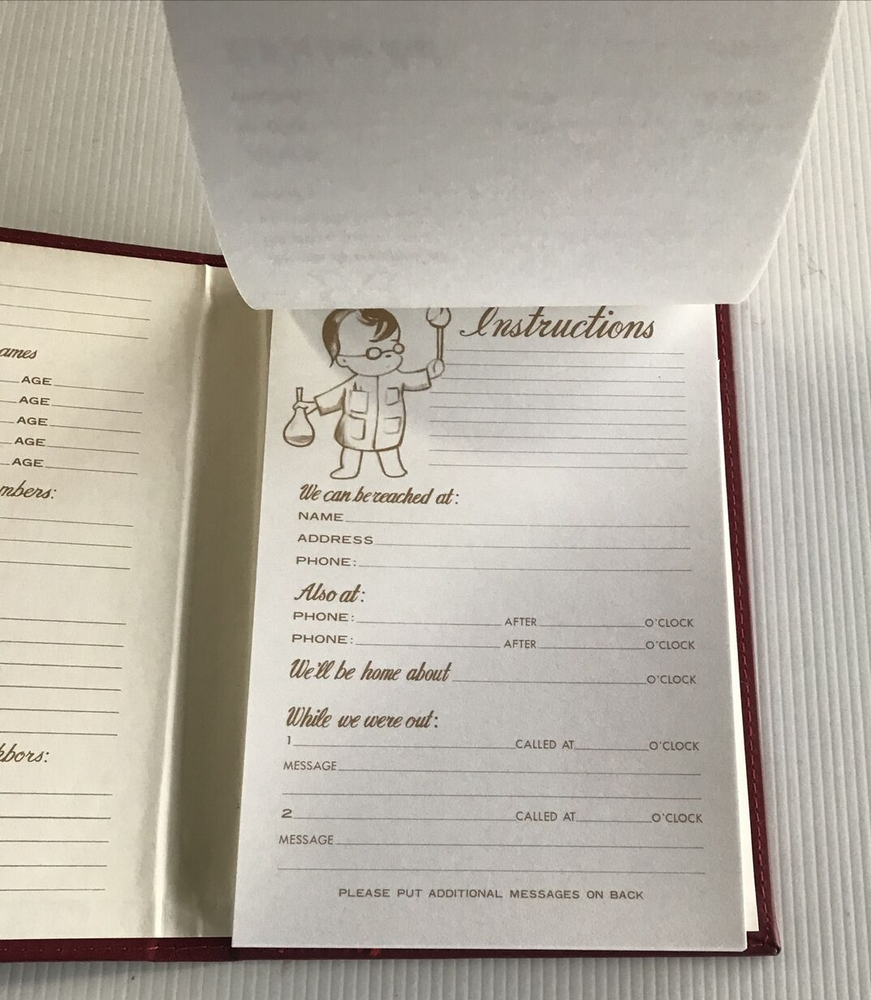 ames
AGE
AGE
AGE
AGE
AGE
mbers:
bors:
Instructions
We can be reached at:
NAME
ADDRESS
PHONE:
Also at:
PHONE: AFTER O'CLOCK
PHONE: AFTER O'CLOCK
We'll be home about O'CLOCK
While we were out:
1 CALLED AT O'CLOCK
MESSAGE
2 CALLED AT O'CLOCK
MESSAGE
PLEASE PUT ADDITIONAL MESSAGES ON BACK